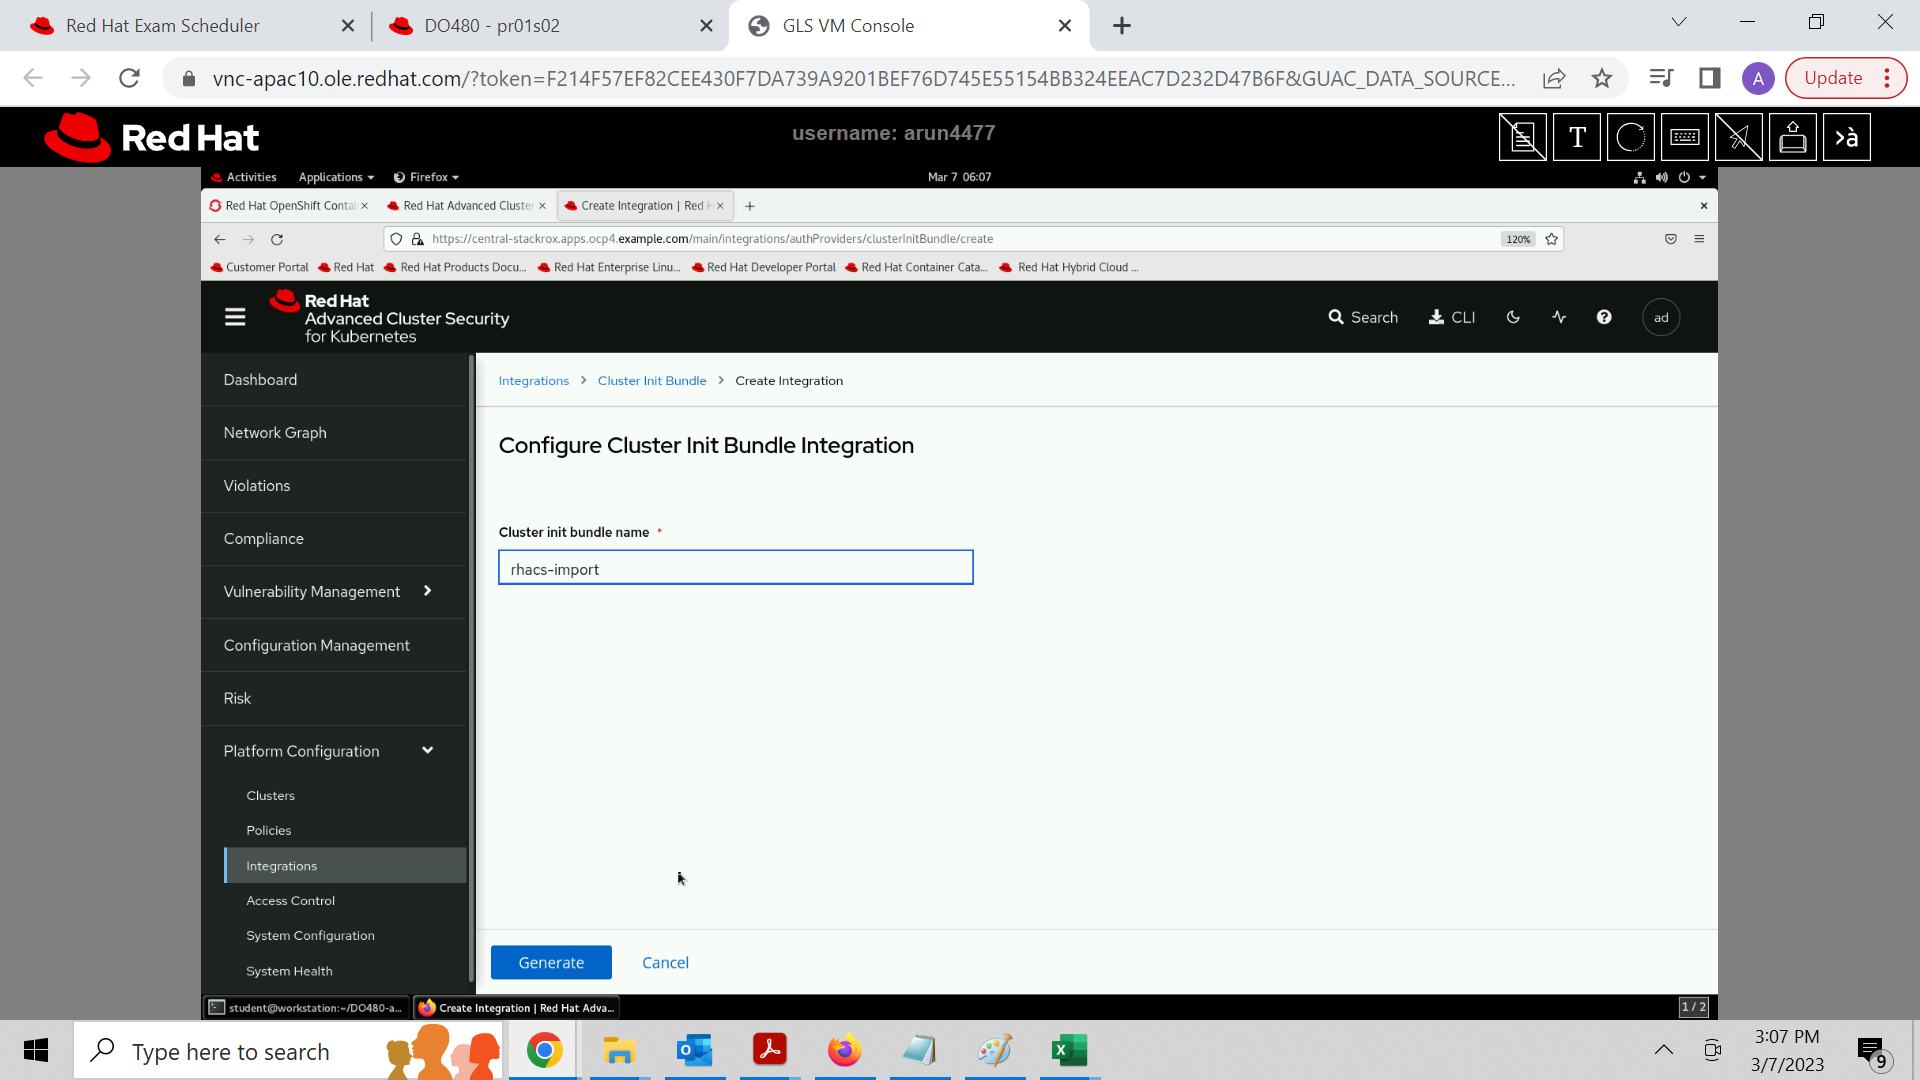 Red Hat Exam Scheduler
DO480 - pr01s02
GLS VM Console
vnc-apac10.ole.redhat.com/?token=F214F57EF82CEE430F7DA739A9201BEF76D745E55154BB324EEAC7D232D47B6F&GUAC_DATA_SOURCE...
A
Update
Red Hat
username: arun4477
T
>à
Activities
Applications
Firefox
Mar 7 06:07
Red Hat OpenShift Contai
Red Hat Advanced Cluster
Create Integration | Red H
https://central-stackrox.apps.ocp4.example.com/main/integrations/authProviders/clusterInitBundle/create
120%
Customer Portal
Red Hat
Red Hat Products Docu...
Red Hat Enterprise Linu...
Red Hat Developer Portal
Red Hat Container Cata...
Red Hat Hybrid Cloud ...
Red Hat
Advanced Cluster Security
for Kubernetes
Search
CLI
ad
Dashboard
Network Graph
Violations
Compliance
Vulnerability Management
Configuration Management
Risk
Platform Configuration
Clusters
Policies
Integrations
Access Control
System Configuration
System Health
Integrations > Cluster Init Bundle > Create Integration
Configure Cluster Init Bundle Integration
Cluster init bundle name *
rhacs-import
Generate
Cancel
student@workstation:~/DO480-a...
Create Integration | Red Hat Adva...
1 / 2
Type here to search
3:07 PM
3/7/2023
9